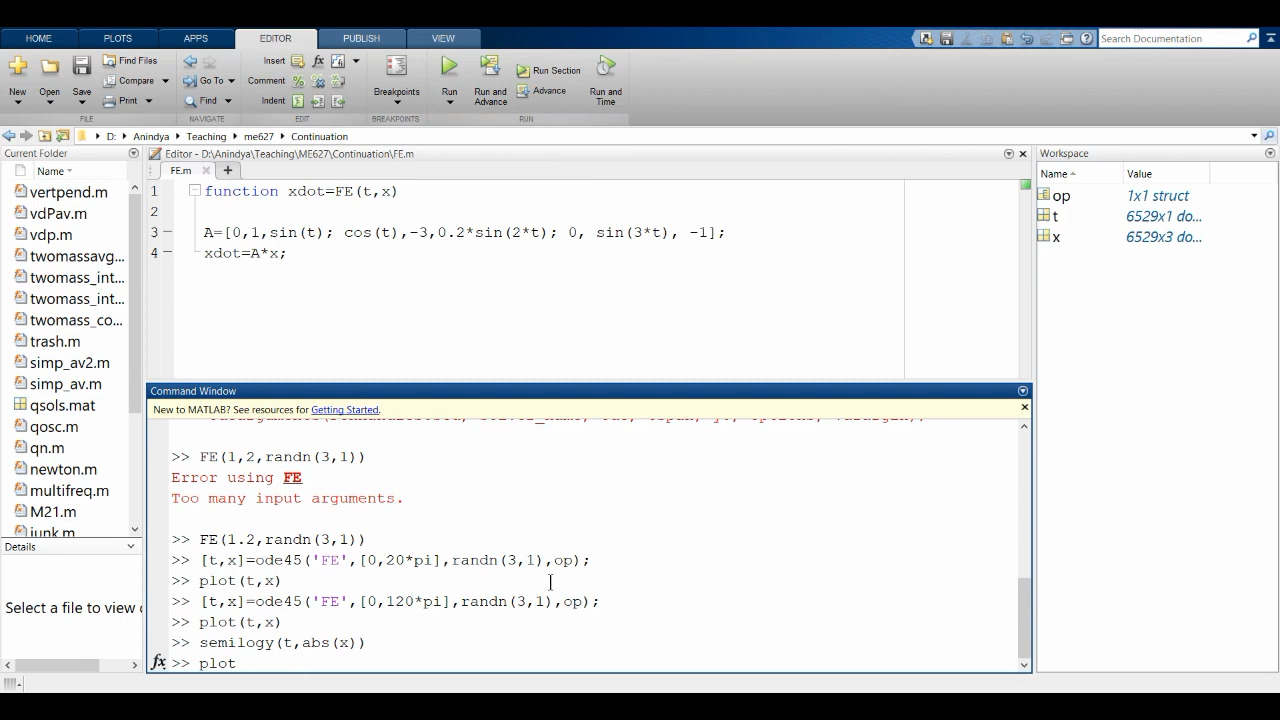 HOME PLOTS APPS EDITOR PUBLISH VIEW Search Documentation
New Open Save Find Files Compare Print Go To Find Insert Comment Indent fx Breakpoints Run Run and Advance Run Section Advance Run and Time
FILE NAVIGATE EDIT BREAKPOINTS RUN
D: Anindya Teaching me627 Continuation
Current Folder
Name
vertpend.m
vdPav.m
vdp.m
twomassavg...
twomass_int...
twomass_int...
twomass_co...
trash.m
simp_av2.m
simp_av.m
qsols.mat
qosc.m
qn.m
newton.m
multifreq.m
M21.m
junk.m
Details
Select a file to view d
Editor - D:\Anindya\Teaching\ME627\Continuation\FE.m
FE.m
1 function xdot=FE(t,x)
2
3 A=[0,1,sin(t); cos(t),-3,0.2*sin(2*t); 0, sin(3*t), -1];
4 xdot=A*x;
Command Window
New to MATLAB? See resources for Getting Started.
>> FE(1,2,randn(3,1))
Error using FE
Too many input arguments.
>> FE(1.2,randn(3,1))
>> [t,x]=ode45('FE',[0,20*pi],randn(3,1),op);
>> plot(t,x)
>> [t,x]=ode45('FE',[0,120*pi],randn(3,1),op);
>> plot(t,x)
>> semilogy(t,abs(x))
fx >> plot
Workspace
Name Value
op 1x1 struct
t 6529x1 do...
x 6529x3 do...